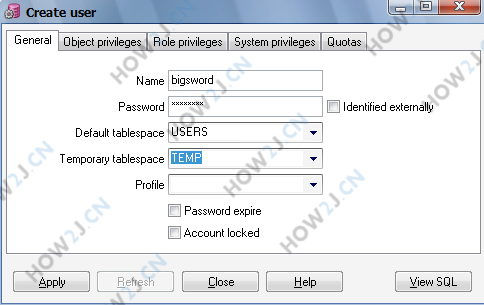 Create user
General Object privileges Role privileges System privileges Quotas
Name bigsword
Password ******** Identified externally
Default tablespace USERS
Temporary tablespace TEMP
Profile
Password expire
Account locked
Apply Refresh Close Help View SQL
HOW2J.CN
HOW2J.CN
HOW2J.CN
HOW2J.CN
HOW2J.CN
HOW2J.CN
HOW2J.CN